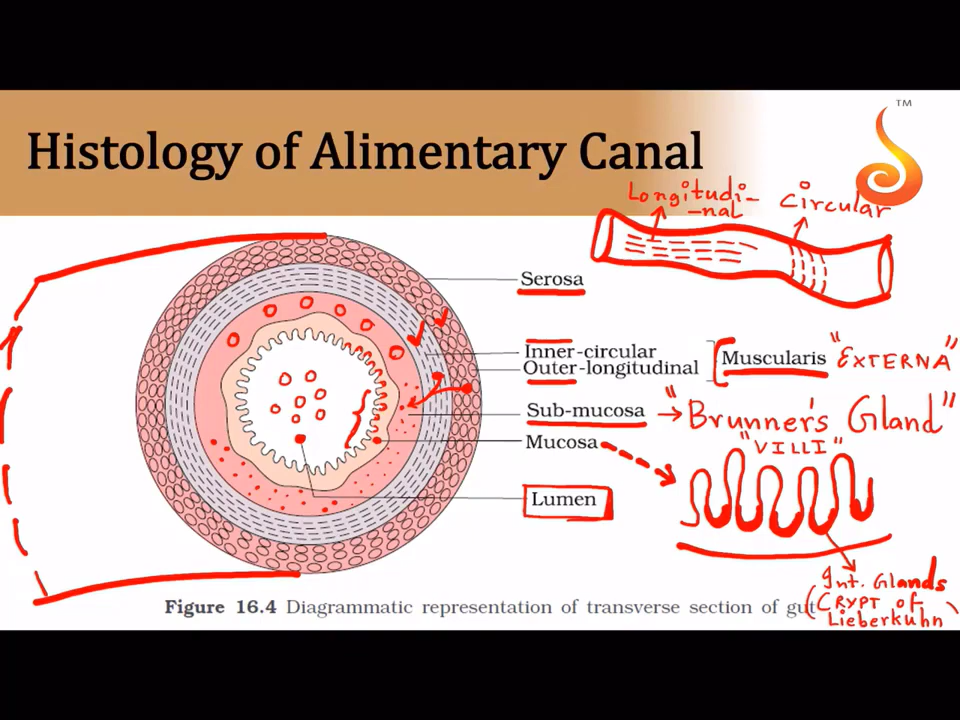 TM
Histology of Alimentary Canal
Longitudi-
-nal
Circular
Serosa
Inner-circular
Outer-longitudinal
Muscularis "EXTERNA"
Sub-mucosa → "Brunner's Gland"
Mucosa
"VILLI"
Lumen
Int. Glands
(CRYPT OF
Lieberkuhn)
Figure 16.4 Diagrammatic representation of transverse section of gut